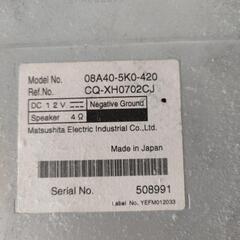 Model No. 08A40-5K0-420
Ref.No. CQ-XH0702CJ
DC 12V ⎓ Negative Ground
Speaker 4Ω
Matsushita Electric Industrial Co.,Ltd.
Made in Japan
Serial No. 508991
Label No. YEFM012033